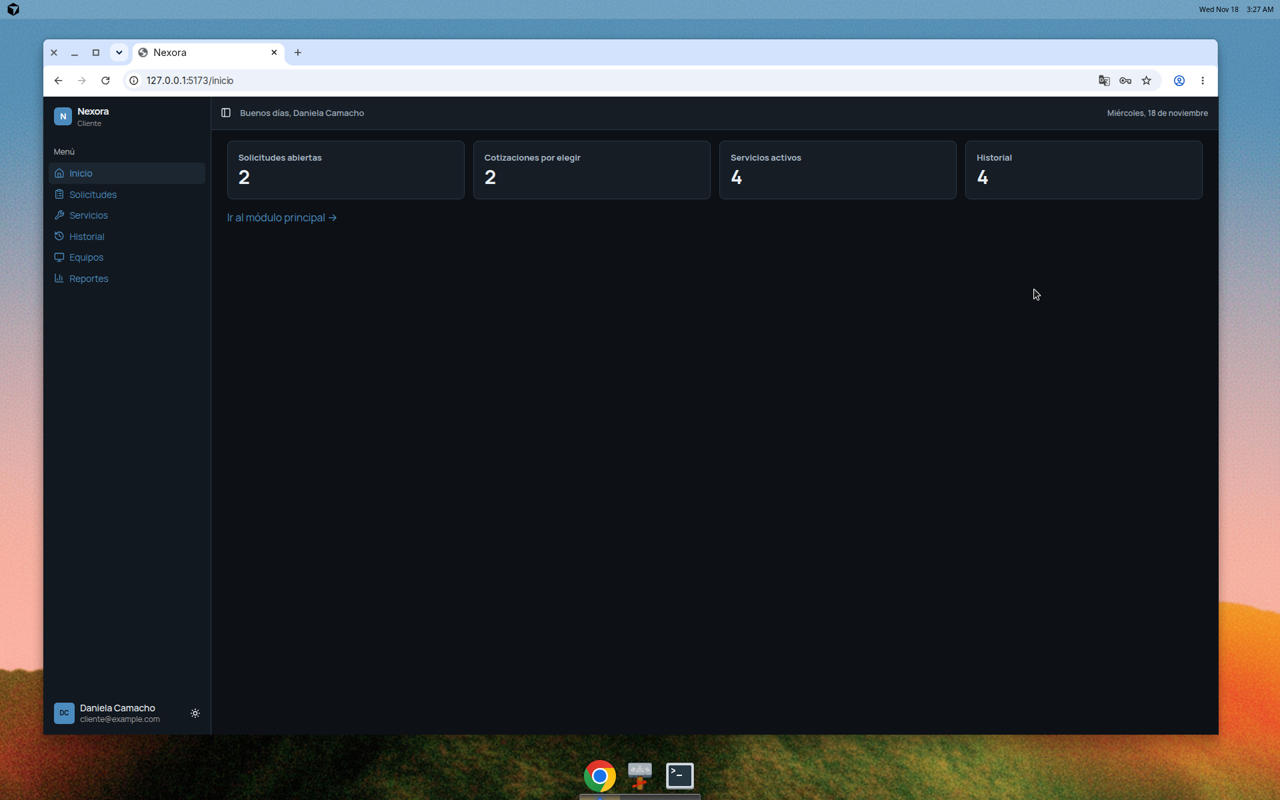 Wed Nov 18 3:27 AM
Nexora
127.0.0.1:5173/inicio
N
Nexora
Cliente
Buenos días, Daniela Camacho
Miércoles, 18 de noviembre
Menú
Inicio
Solicitudes
Servicios
Historial
Equipos
Reportes
Solicitudes abiertas
2
Cotizaciones por elegir
2
Servicios activos
4
Historial
4
Ir al módulo principal →
DC
Daniela Camacho
cliente@example.com